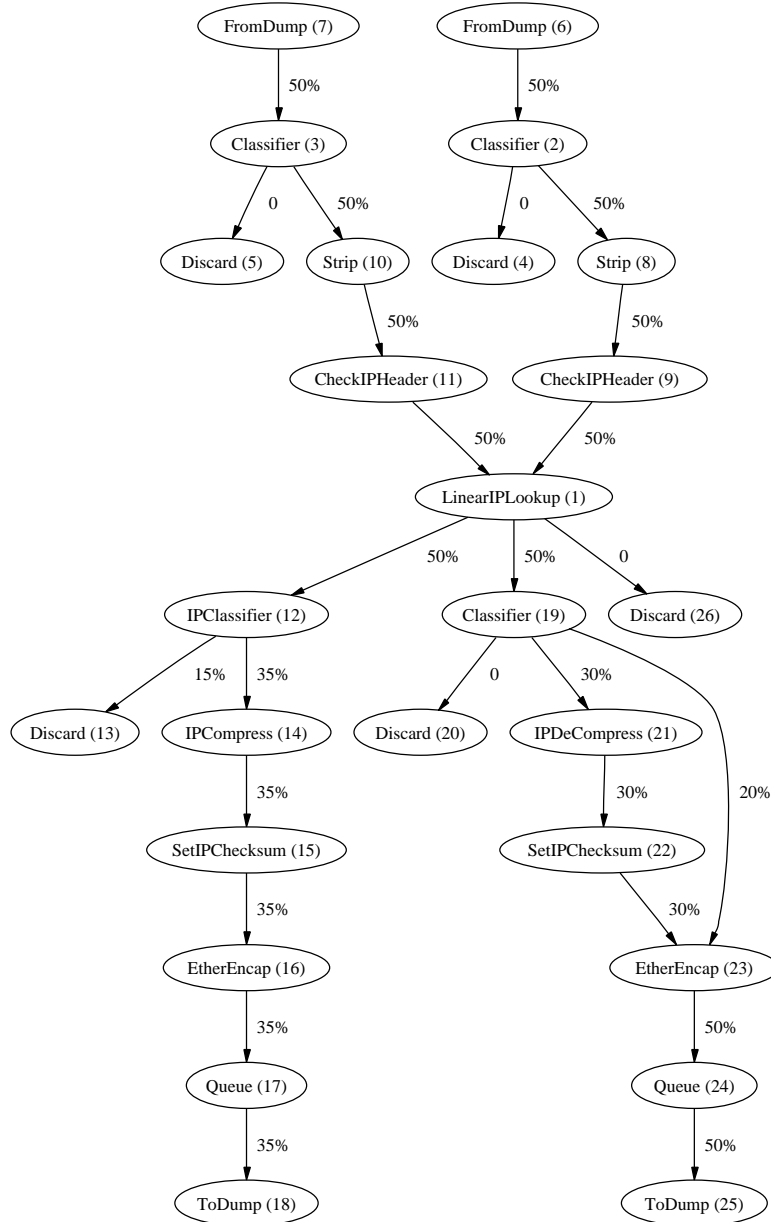 FromDump (7)
FromDump (6)
50%
50%
Classifier (3)
Classifier (2)
0
50%
0
50%
Discard (5)
Strip (10)
Discard (4)
Strip (8)
50%
50%
CheckIPHeader (11)
CheckIPHeader (9)
50%
50%
LinearIPLookup (1)
50%
50%
0
IPClassifier (12)
Classifier (19)
Discard (26)
15%
35%
0
30%
Discard (13)
IPCompress (14)
Discard (20)
IPDeCompress (21)
35%
30%
20%
SetIPChecksum (15)
SetIPChecksum (22)
35%
30%
EtherEncap (16)
EtherEncap (23)
35%
50%
Queue (17)
Queue (24)
35%
50%
ToDump (18)
ToDump (25)